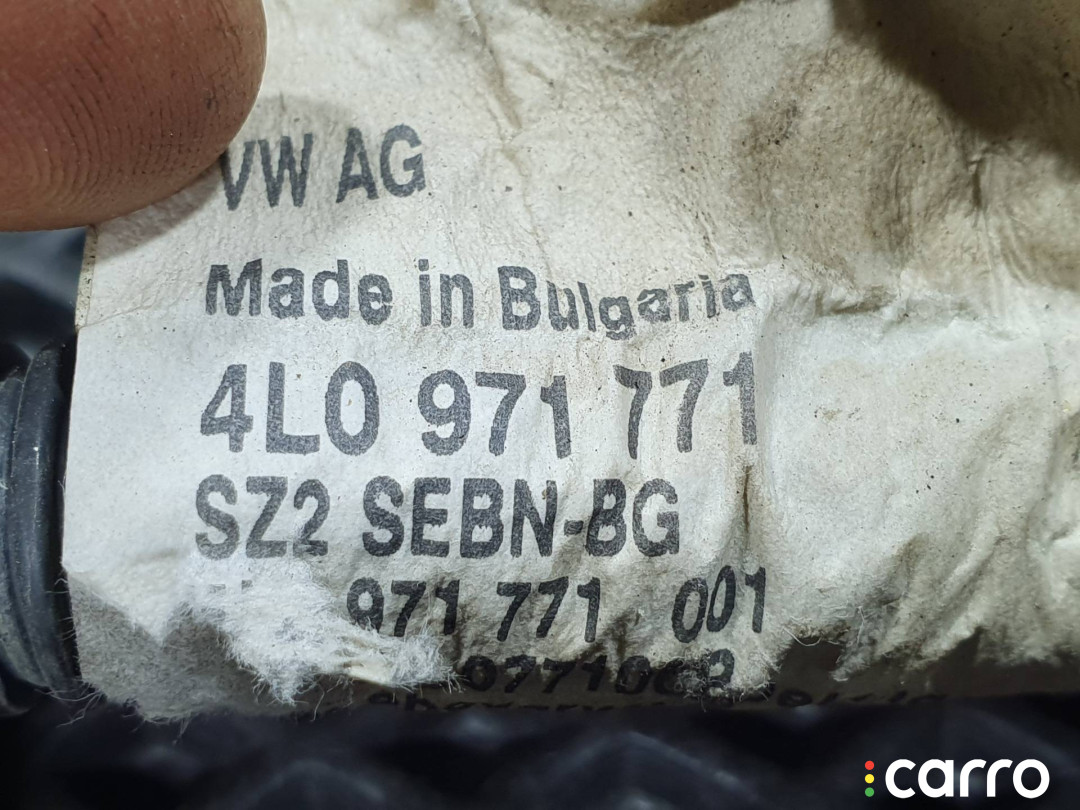 VW AG
Made in Bulgaria
4L0 971 771
SZ2 SEBN-BG
971 771 001
carro